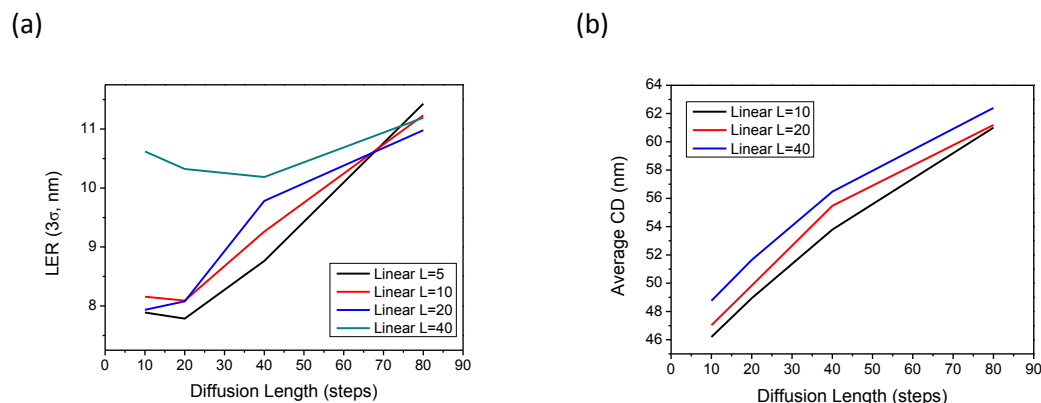 (a)
(b)
LER (3σ, nm)
11
10
9
8
0 10 20 30 40 50 60 70 80 90
Diffusion Length (steps)
Linear L=5
Linear L=10
Linear L=20
Linear L=40
Average CD (nm)
64
62
60
58
56
54
52
50
48
46
0 10 20 30 40 50 60 70 80 90
Diffusion Length (steps)
Linear L=10
Linear L=20
Linear L=40